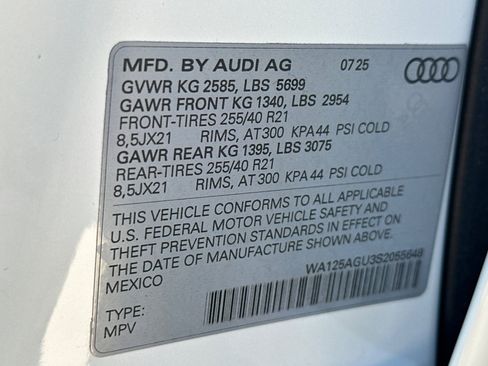 MFD. BY AUDI AG 07 25
GVWR KG 2585, LBS 5699
GAWR FRONT KG 1340, LBS 2954
FRONT-TIRES 255/40 R21
8,5JX21 RIMS, AT 300 KPA 44 PSI COLD
GAWR REAR KG 1395, LBS 3075
REAR-TIRES 255/40 R21
8,5JX21 RIMS, AT 300 KPA 44 PSI COLD
THIS VEHICLE CONFORMS TO ALL APPLICABLE
U.S. FEDERAL MOTOR VEHICLE SAFETY AND
THEFT PREVENTION STANDARDS IN EFFECT ON
THE DATE OF MANUFACTURE SHOWN ABOVE.
MEXICO
WA125AGU3S2055648
TYPE:
MPV